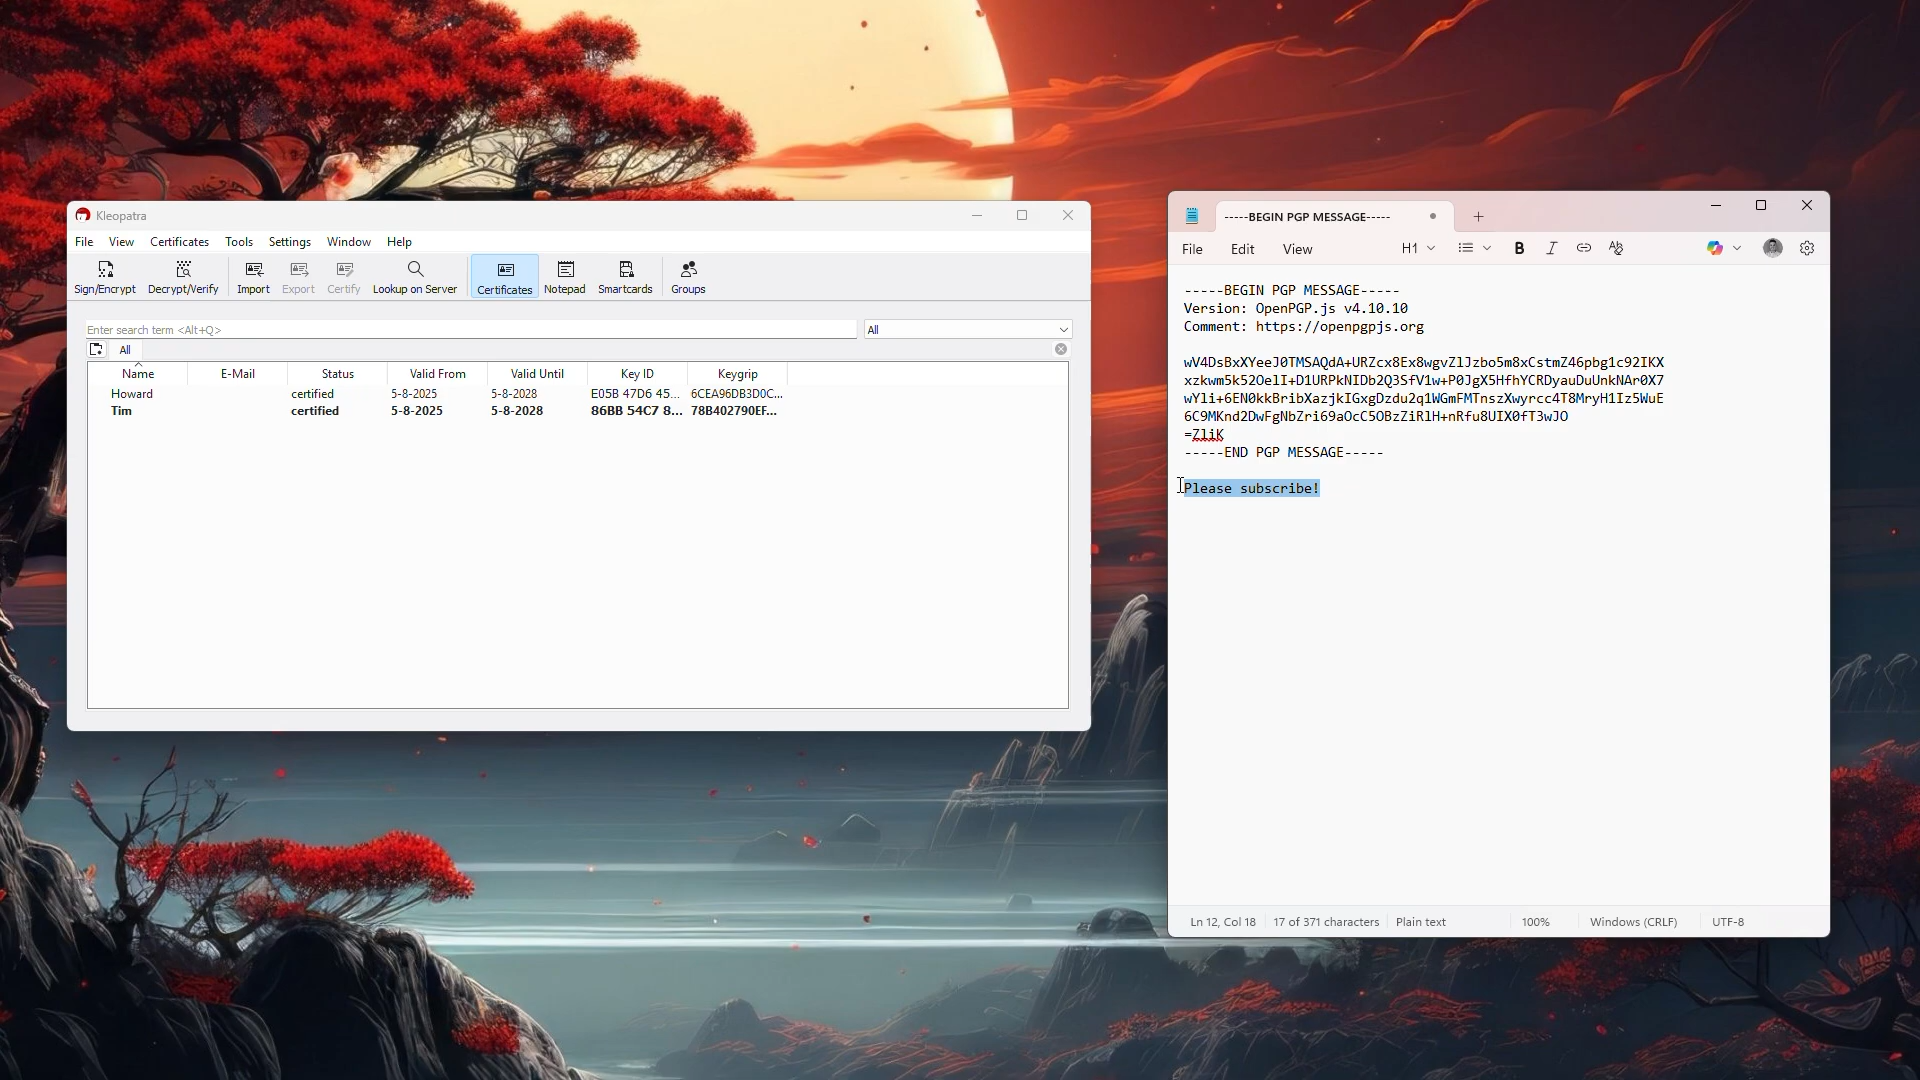 Kleopatra
File View Certificates Tools Settings Window Help
Sign/Encrypt Decrypt/Verify Import Export Certify Lookup on Server Certificates Notepad Smartcards Groups
Enter search term <Alt+Q> All
All
Name E-Mail Status Valid From Valid Until Key ID Keygrip
Howard certified 5-8-2025 5-8-2028 E05B 47D6 45... 6CEA96DB3D0C...
Tim certified 5-8-2025 5-8-2028 86BB 54C7 8... 78B402790EF...
-----BEGIN PGP MESSAGE-----
File Edit View H1 B I
-----BEGIN PGP MESSAGE-----
Version: OpenPGP.js v4.10.10
Comment: https://openpgpjs.org
wV4DsBxXYeeJ0TMSAQdA+URZcx8Ex8wgvZlJzbo5m8xCstmZ46pbg1c92IKX
xzkwm5k52OelI+D1URPkNIDb2Q3SfV1w+P0JgX5HfhYCRDyauDuUnkNAr0X7
wYli+6EN0kkBribXazjkIGxgDzdu2q1WGmFMTnszXwyrcc4T8MryH1Iz5WuE
6C9MKnd2DwFgNbZri69aOcC5OBzZiRlH+nRfu8UIX0fT3wJO
=ZliK
-----END PGP MESSAGE-----
Please subscribe!
Ln 12, Col 18 17 of 371 characters Plain text 100% Windows (CRLF) UTF-8